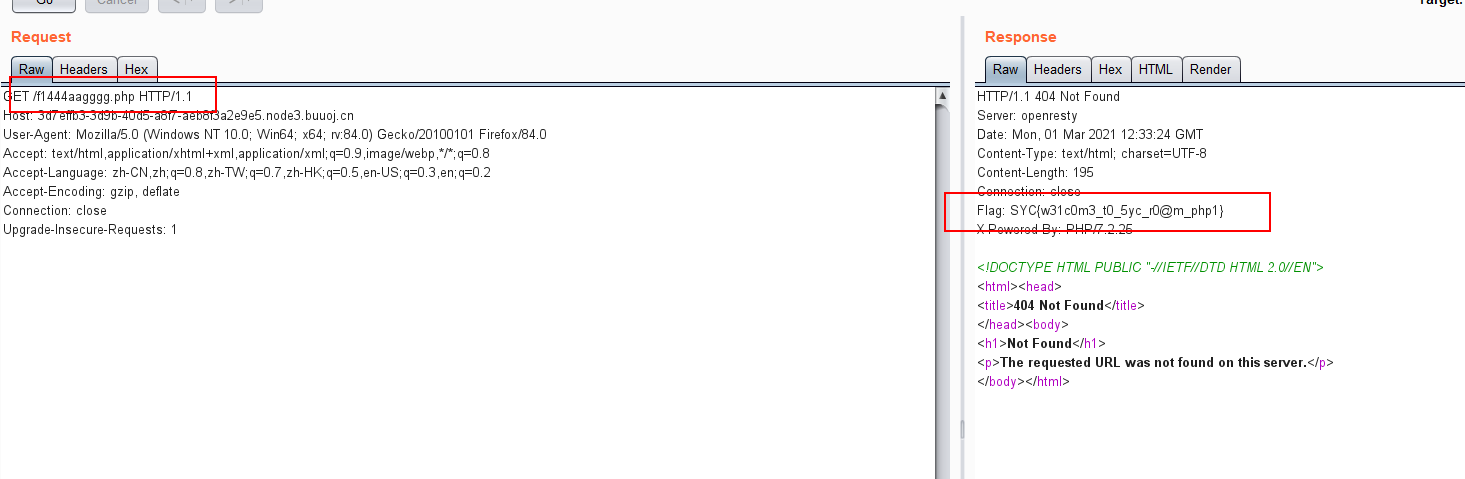 Go Cancel < >
Target:
Request
Raw Headers Hex
GET /f1444aagggg.php HTTP/1.1
Host: 3d7effb3-3d9b-40d5-a8f7-aeb8f3a2e9e5.node3.buuoj.cn
User-Agent: Mozilla/5.0 (Windows NT 10.0; Win64; x64; rv:84.0) Gecko/20100101 Firefox/84.0
Accept: text/html,application/xhtml+xml,application/xml;q=0.9,image/webp,*/*;q=0.8
Accept-Language: zh-CN,zh;q=0.8,zh-TW;q=0.7,zh-HK;q=0.5,en-US;q=0.3,en;q=0.2
Accept-Encoding: gzip, deflate
Connection: close
Upgrade-Insecure-Requests: 1
Response
Raw Headers Hex HTML Render
HTTP/1.1 404 Not Found
Server: openresty
Date: Mon, 01 Mar 2021 12:33:24 GMT
Content-Type: text/html; charset=UTF-8
Content-Length: 195
Connection: close
Flag: SYC{w31c0m3_t0_5yc_r0@m_php1}
X-Powered-By: PHP/7.2.25
<!DOCTYPE HTML PUBLIC "-//IETF//DTD HTML 2.0//EN">
<html><head>
<title>404 Not Found</title>
</head><body>
<h1>Not Found</h1>
<p>The requested URL was not found on this server.</p>
</body></html>